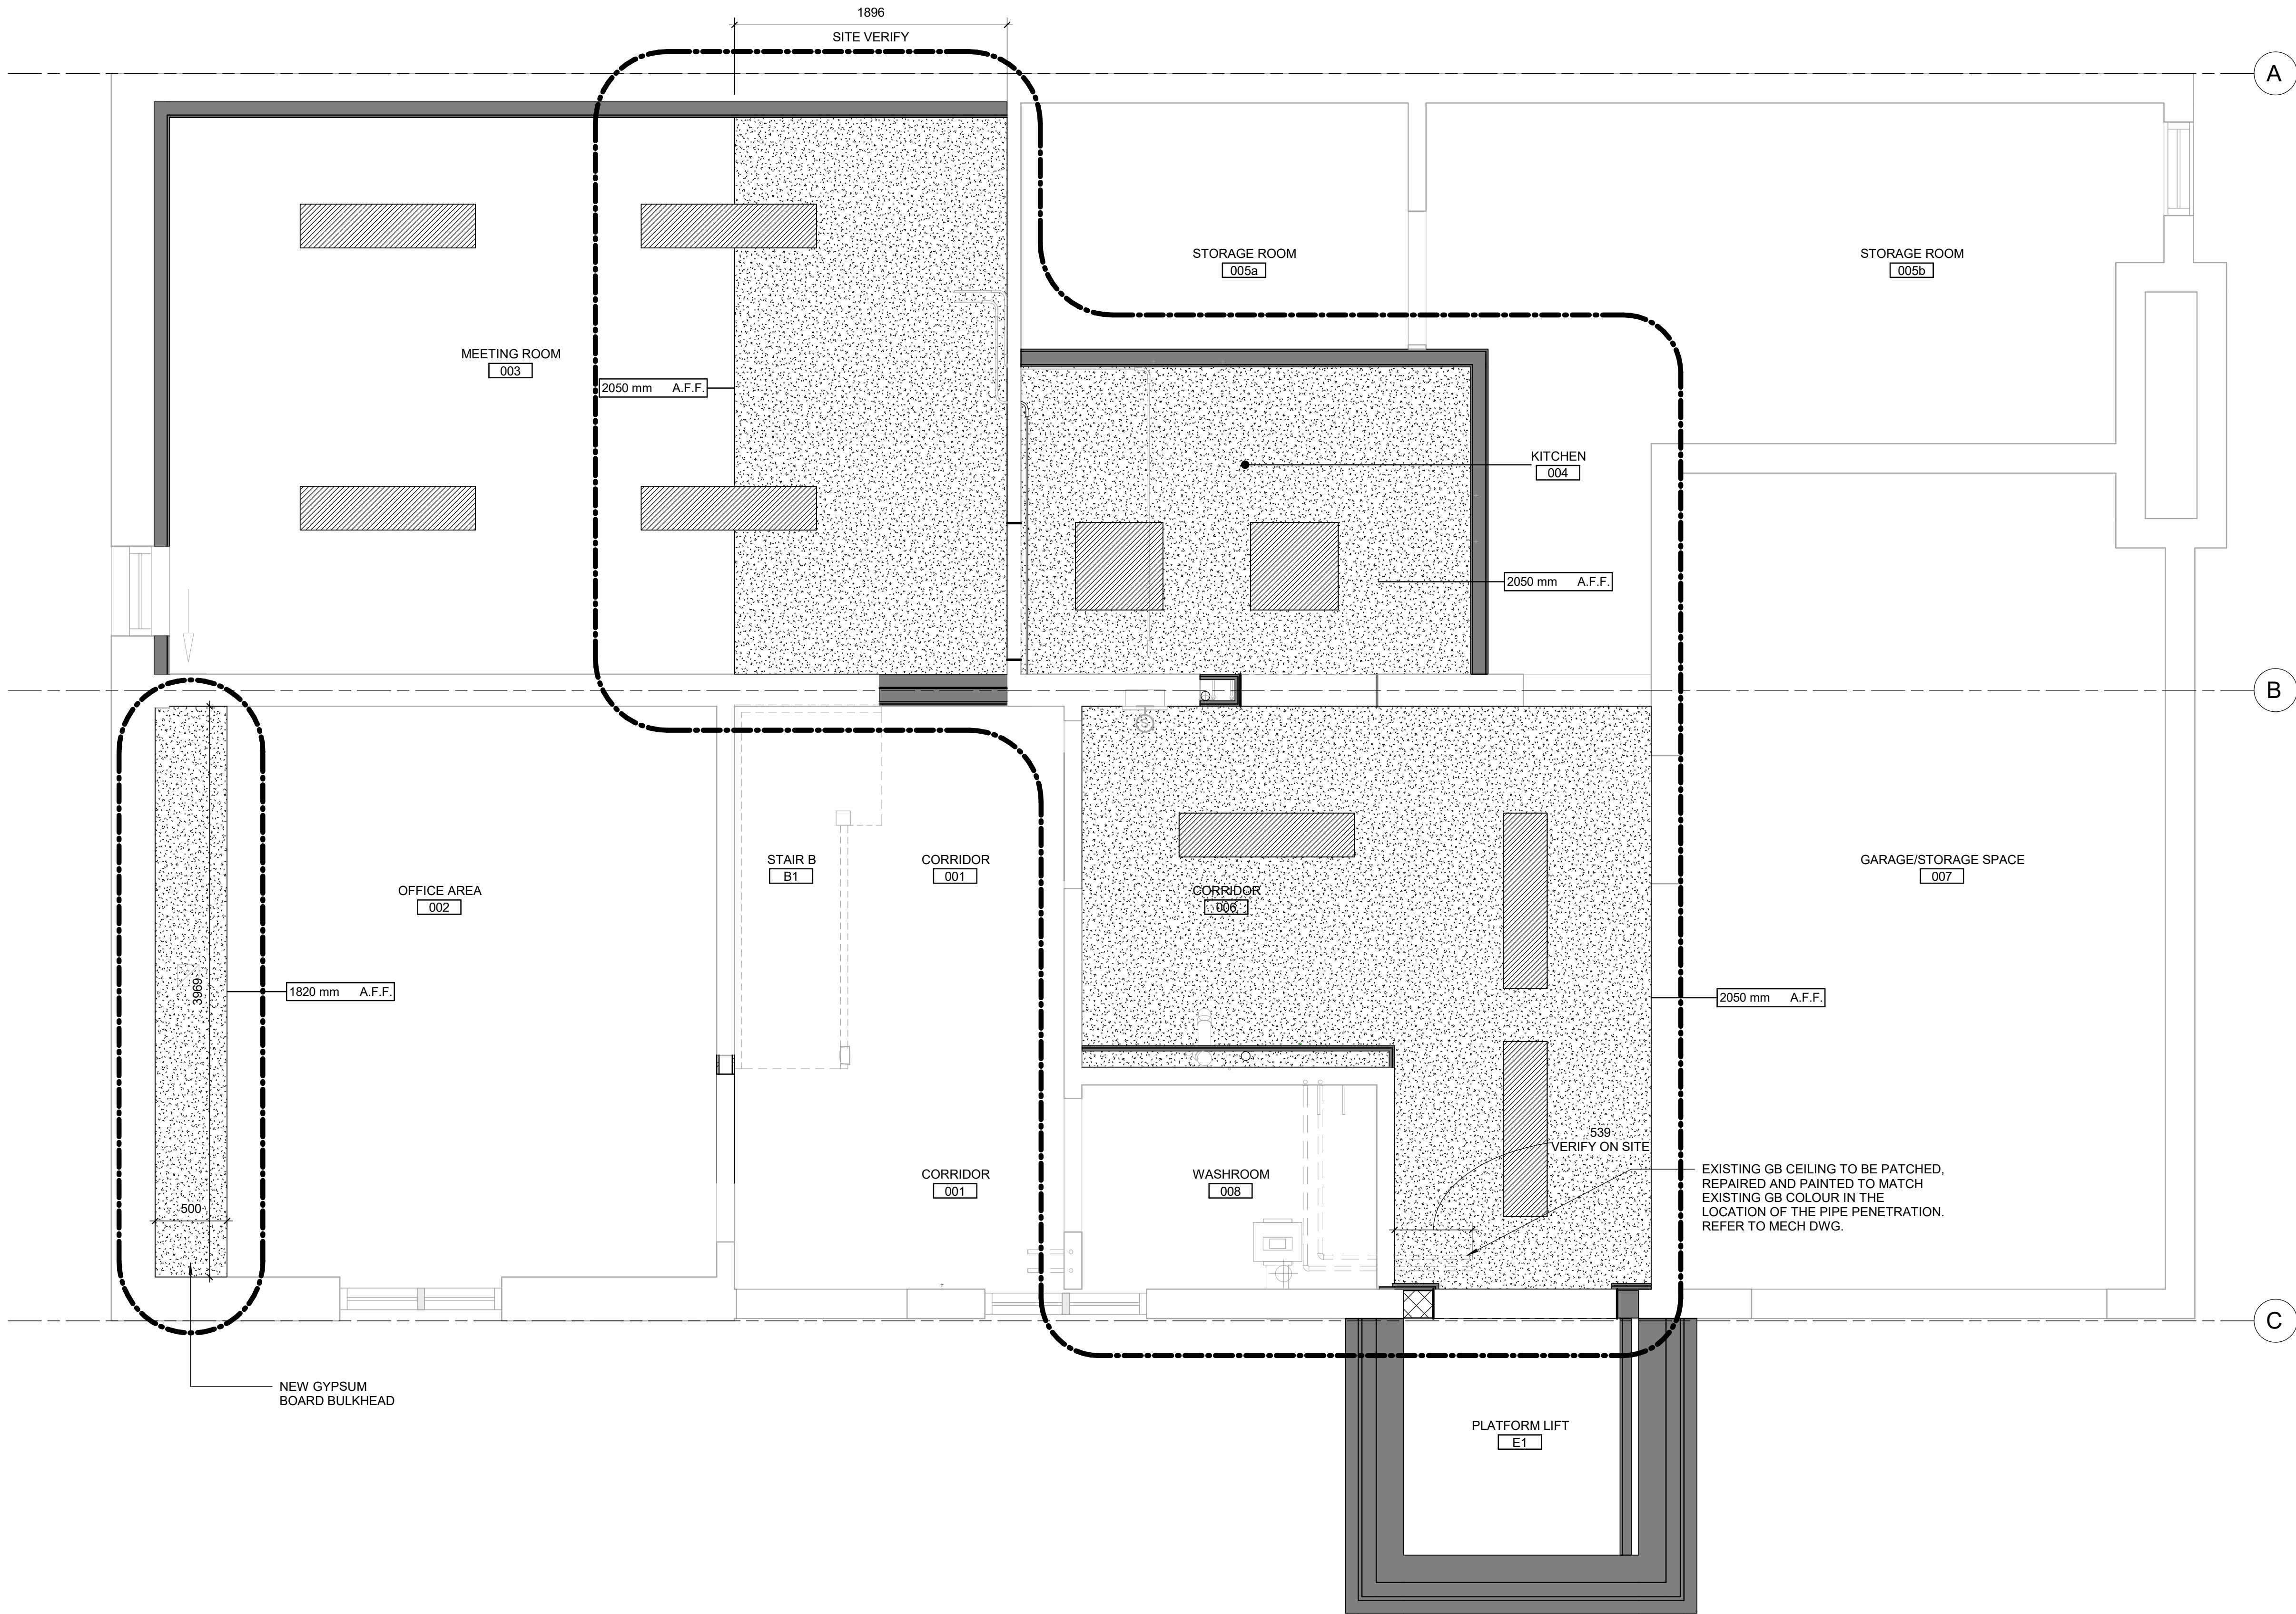 1896
SITE VERIFY
A
STORAGE ROOM
005a
STORAGE ROOM
005b
MEETING ROOM
003
2050 mm A.F.F.
KITCHEN
004
2050 mm A.F.F.
B
STAIR B
B1
CORRIDOR
001
CORRIDOR
006
GARAGE/STORAGE SPACE
007
OFFICE AREA
002
3969
1820 mm A.F.F.
2050 mm A.F.F.
539
VERIFY ON SITE
CORRIDOR
001
WASHROOM
008
EXISTING GB CEILING TO BE PATCHED,
REPAIRED AND PAINTED TO MATCH
EXISTING GB COLOUR IN THE
LOCATION OF THE PIPE PENETRATION.
REFER TO MECH DWG.
500
C
NEW GYPSUM
BOARD BULKHEAD
PLATFORM LIFT
E1